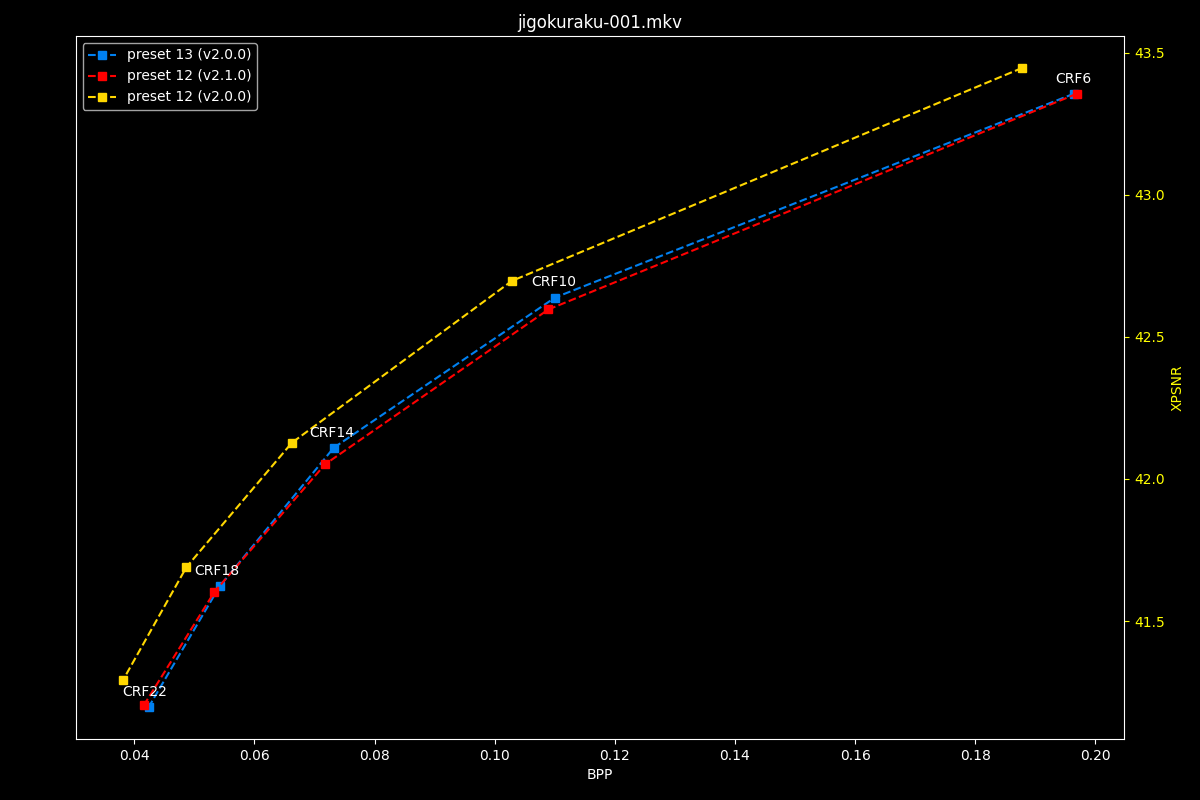 jigokuraku-001.mkv
preset 13 (v2.0.0)
preset 12 (v2.1.0)
preset 12 (v2.0.0)
43.5
CRF6
43.0
CRF10
42.5
XPSNR
CRF14
42.0
CRF18
41.5
CRF22
0.04 0.06 0.08 0.10 0.12 0.14 0.16 0.18 0.20
BPP